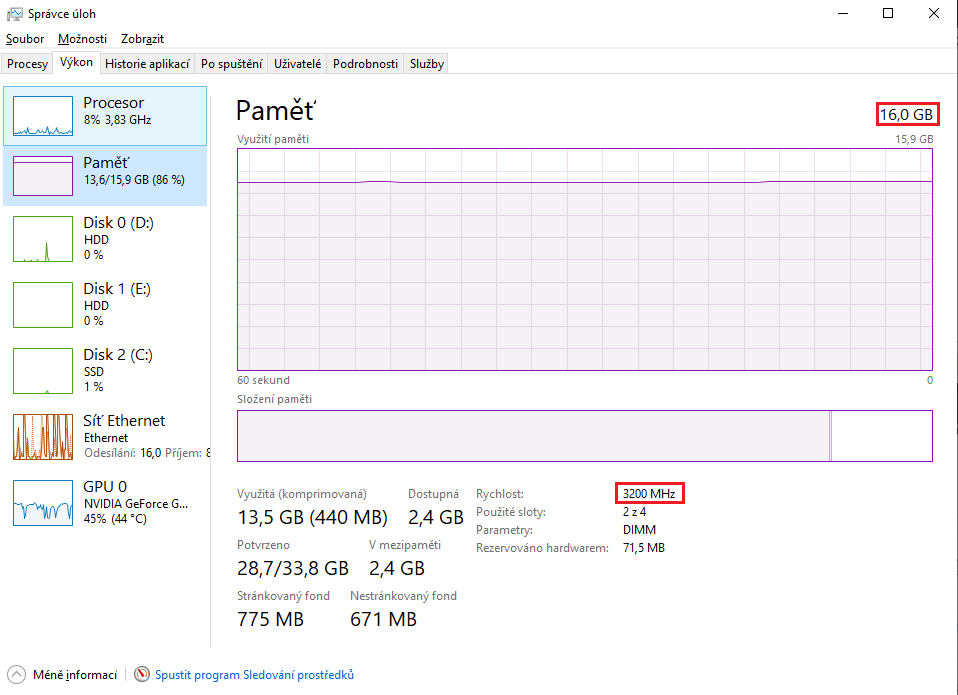 Správce úloh
Soubor Možnosti Zobrazit
Procesy Výkon Historie aplikací Po spuštění Uživatelé Podrobnosti Služby
Procesor
8% 3,83 GHz
Paměť
13,6/15,9 GB (86 %)
Disk 0 (D:)
HDD
0 %
Disk 1 (E:)
HDD
0 %
Disk 2 (C:)
SSD
1 %
Síť Ethernet
Ethernet
Odesílání: 16,0 Příjem: 8
GPU 0
NVIDIA GeForce G...
45% (44 °C)
Paměť 16,0 GB
Využití paměti 15,9 GB
60 sekund 0
Složení paměti
Využitá (komprimovaná) Dostupná
13,5 GB (440 MB) 2,4 GB
Potvrzeno V mezipaměti
28,7/33,8 GB 2,4 GB
Stránkovaný fond Nestránkovaný fond
775 MB 671 MB
Rychlost: 3200 MHz
Použité sloty: 2 z 4
Parametry: DIMM
Rezervováno hardwarem: 71,5 MB
Méně informací Spustit program Sledování prostředků